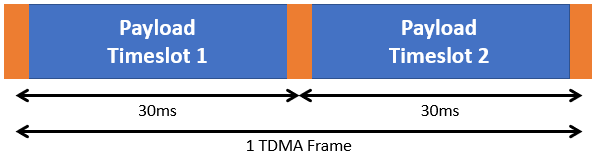 Payload
Timeslot 1
Payload
Timeslot 2
30ms
30ms
1 TDMA Frame